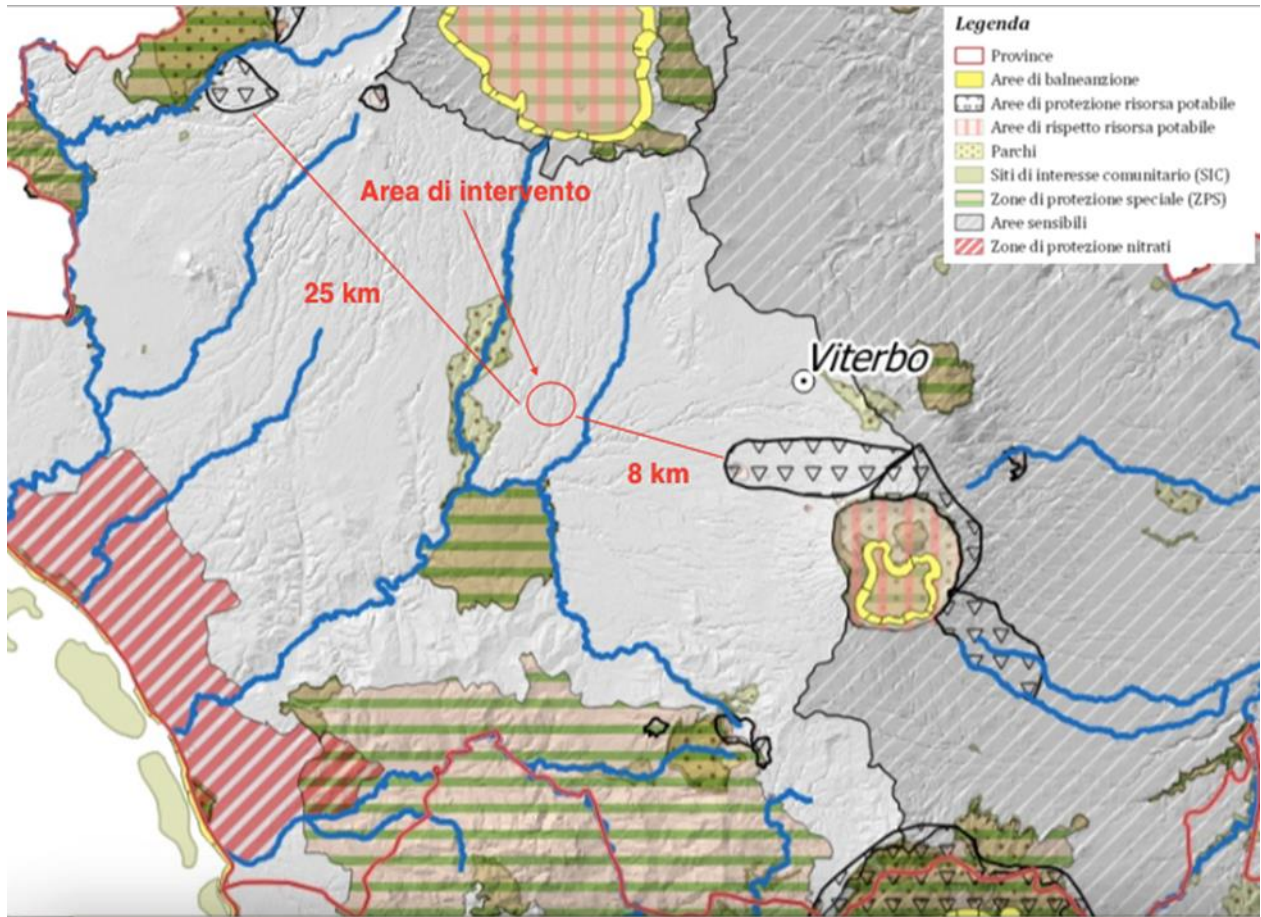 Legenda
Province
Aree di balneanzione
Aree di protezione risorsa potabile
Aree di rispetto risorsa potabile
Parchi
Siti di interesse comunitario (SIC)
Zone di protezione speciale (ZPS)
Aree sensibili
Zone di protezione nitrati
Area di intervento
25 km
Viterbo
8 km